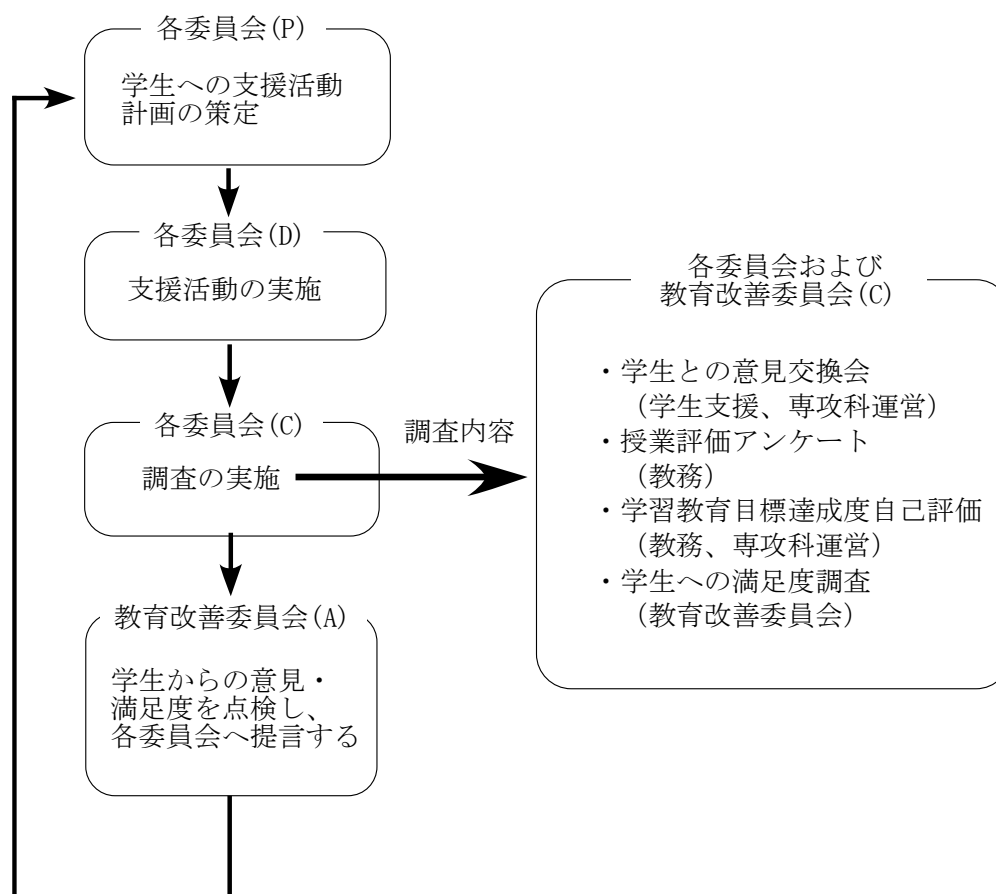 各委員会(P)
学生への支援活動
計画の策定
各委員会(D)
支援活動の実施
各委員会(C)
調査の実施
調査内容
教育改善委員会(A)
学生からの意見・
満足度を点検し、
各委員会へ提言する
各委員会および
教育改善委員会(C)
・学生との意見交換会
（学生支援、専攻科運営）
・授業評価アンケート
（教務）
・学習教育目標達成度自己評価
（教務、専攻科運営）
・学生への満足度調査
（教育改善委員会）